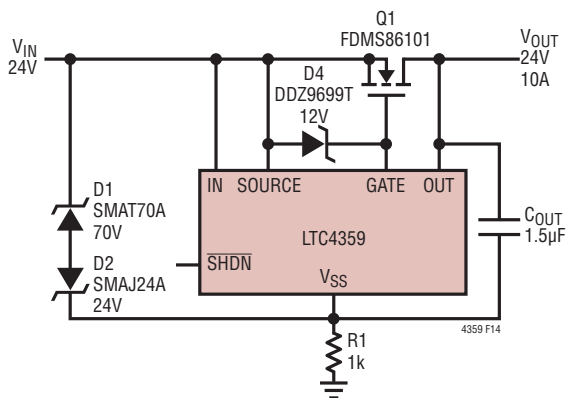 Q1
FDMS86101
VIN
24V
VOUT
24V
10A
D4
DDZ9699T
12V
IN SOURCE GATE OUT
D1
SMAT70A
70V
LTC4359
COUT
1.5µF
SHDN
D2
SMAJ24A
24V
VSS
4359 F14
R1
1k